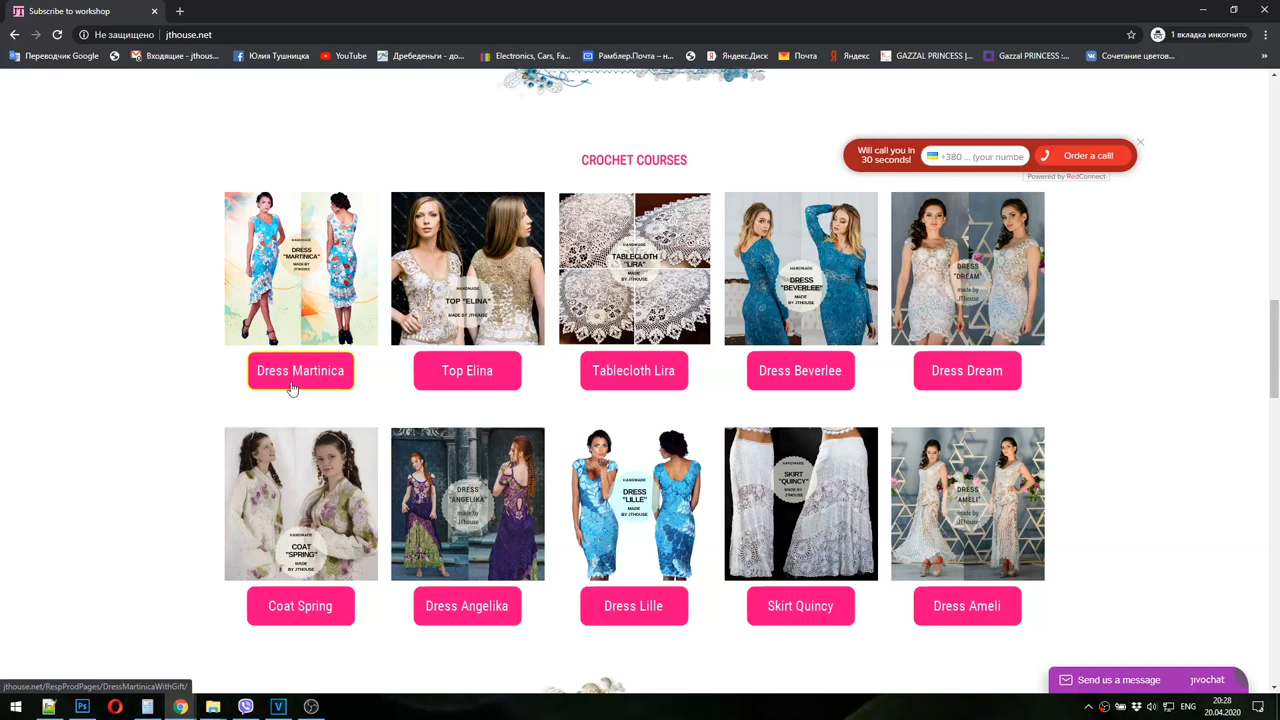 Subscribe to workshop
Не защищено | jthouse.net
1 вкладка инкогнито
Переводчик Google
Входящие - jthous...
Юлия Тушницка
YouTube
Дребеденьги - до...
Electronics, Cars, Fa...
Рамблер.Почта – н...
Яндекс.Диск
Почта
Яндекс
GAZZAL PRINCESS |...
Gazzal PRINCESS :...
Сочетание цветов...
»
CROCHET COURSES
Will call you in
30 seconds!
+380 ... (your numbe
Order a call!
Powered by RedConnect
HANDMADE
DRESS
"MARTINICA"
MADE BY
JTHOUSE
HANDMADE
TOP "ELINA"
MADE BY JTHOUSE
HANDMADE
TABLECLOTH
"LIRA"
MADE
BY JTHOUSE
HANDMADE
DRESS
"BEVERLEE"
MADE
BY JTHOUSE
DRESS
"DREAM"
made by
JThouse
Dress Martinica
Top Elina
Tablecloth Lira
Dress Beverlee
Dress Dream
HANDMADE
COAT
"SPRING"
MADE
BY JTHOUSE
DRESS
"ANGELIKA"
made by
JThouse
HANDMADE
DRESS
"LILLE"
MADE
BY JTHOUSE
HANDMADE
SKIRT
"QUINCY"
MADE BY
JTHOUSE
DRESS
"AMELI"
made by
JThouse
Coat Spring
Dress Angelika
Dress Lille
Skirt Quincy
Dress Ameli
Send us a message
jivochat
jthouse.net/RespProdPages/DressMartinicaWithGift/
ENG
20:28
20.04.2020